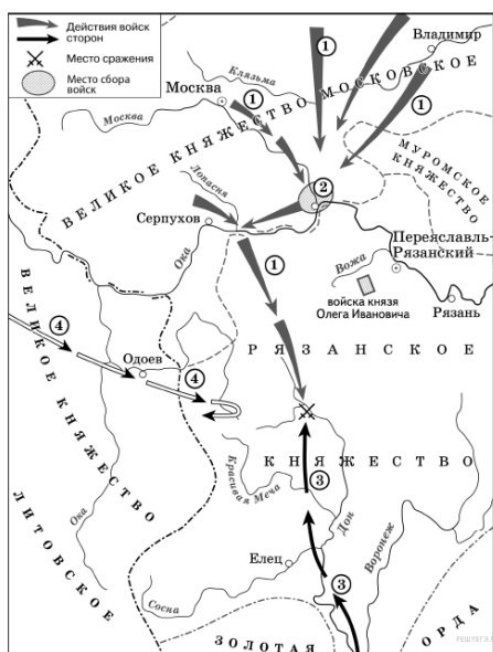 Действия войск
сторон
Место сражения
Место сбора
войск
Владимир
Клязьма
Москва
Москва
ВЕЛИКОЕ КНЯЖЕСТВО МОСКОВСКОЕ
МУРОМСКОЕ
КНЯЖЕСТВО
1
1
1
2
Лопасня
Серпухов
Ока
Переяславль-
Рязанский
Вожа
войска князя
Олега Ивановича
Рязань
1
4
Одоев
4
РЯЗАНСКОЕ
КНЯЖЕСТВО
3
Красивая Меча
Дон
Воронеж
ВЕЛИКОЕ КНЯЖЕСТВО
ЛИТОВСКОЕ
Ока
Елец
3
Сосна
ЗОЛОТАЯ
ОРДА